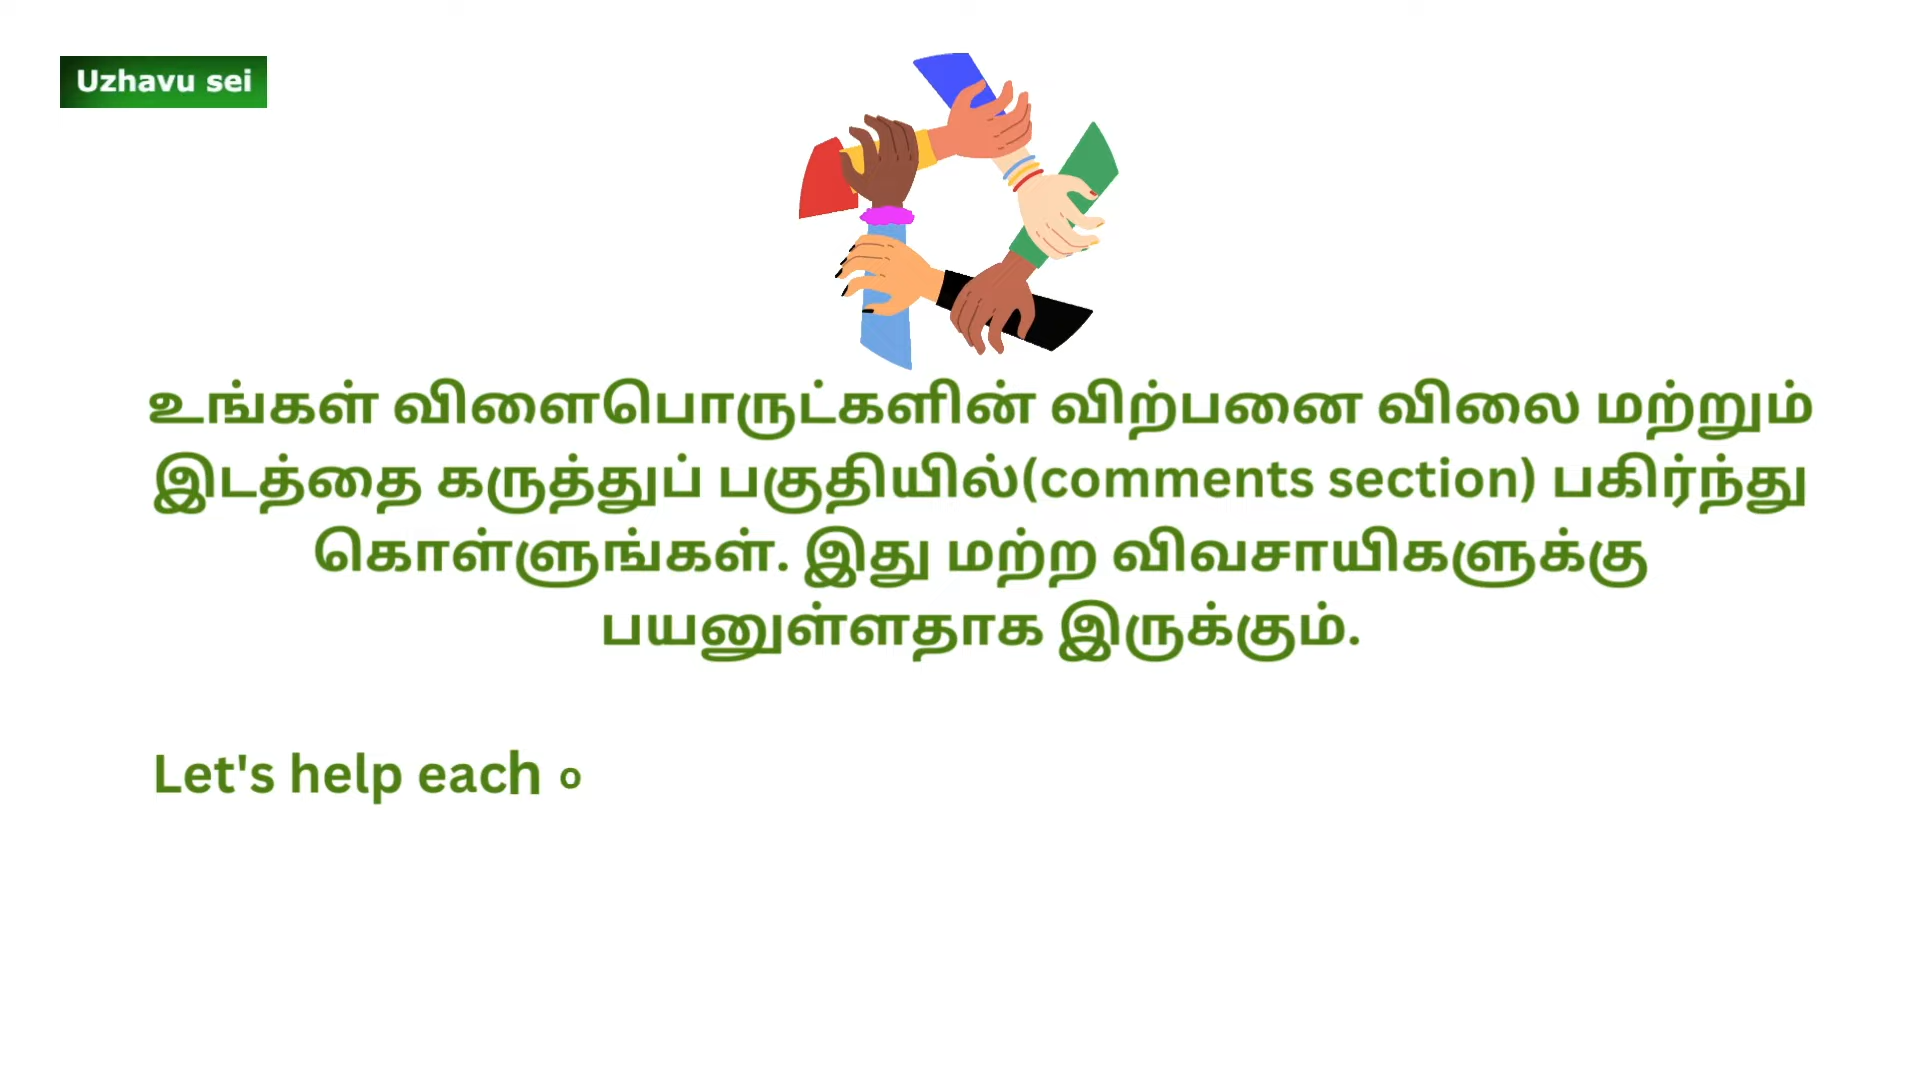 Uzhavu sei
உங்கள் விளைபொருட்களின் விற்பனை விலை மற்றும்
இடத்தை கருத்துப் பகுதியில்(comments section) பகிர்ந்து
கொள்ளுங்கள். இது மற்ற விவசாயிகளுக்கு
பயனுள்ளதாக இருக்கும்.
Let's help each o